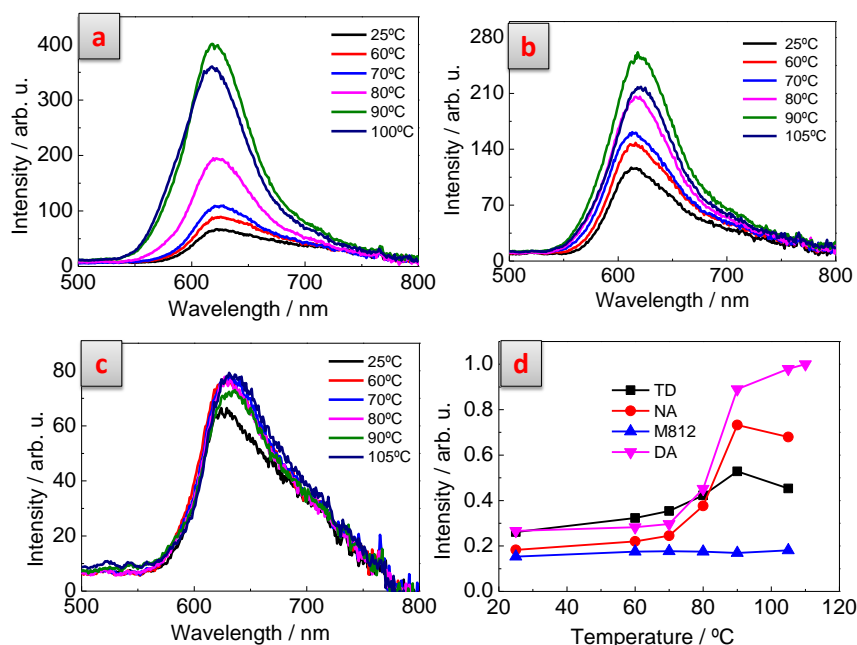 a
25ºC
60ºC
70ºC
80ºC
90ºC
100ºC
Intensity / arb. u.
400
300
200
100
0
500 600 700 800
Wavelength / nm
b
25ºC
60ºC
70ºC
80ºC
90ºC
105ºC
Intensity / arb. u.
280
210
140
70
0
500 600 700 800
Wavelength / nm
c
25ºC
60ºC
70ºC
80ºC
90ºC
105ºC
Intensity / arb. u.
80
60
40
20
0
500 600 700 800
Wavelength / nm
d
TD
NA
M812
DA
Intensity / arb. u.
1.0
0.8
0.6
0.4
0.2
0.0
20 40 60 80 100 120
Temperature / ºC